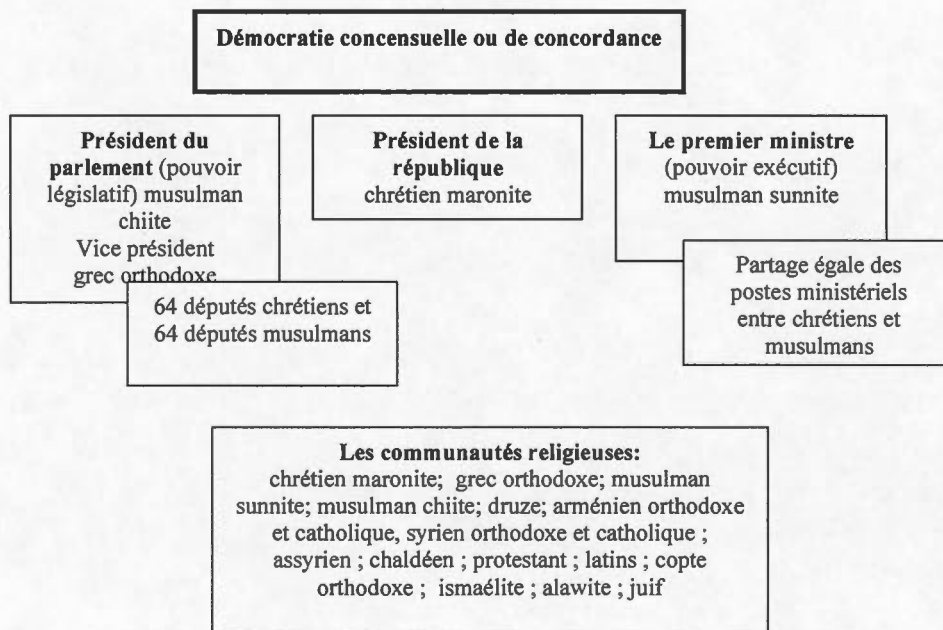 Démocratie concensuelle ou de concordance
Président du
parlement (pouvoir
législatif) musulman
chiite
Vice président
grec orthodoxe
64 députés chrétiens et
64 députés musulmans
Président de la
république
chrétien maronite
Le premier ministre
(pouvoir exécutif)
musulman sunnite
Partage égale des
postes ministériels
entre chrétiens et
musulmans
Les communautés religieuses:
chrétien maronite; grec orthodoxe; musulman
sunnite; musulman chiite; druze; arménien orthodoxe
et catholique, syrien orthodoxe et catholique ;
assyrien ; chaldéen ; protestant ; latins ; copte
orthodoxe ; ismaélite ; alawite ; juif